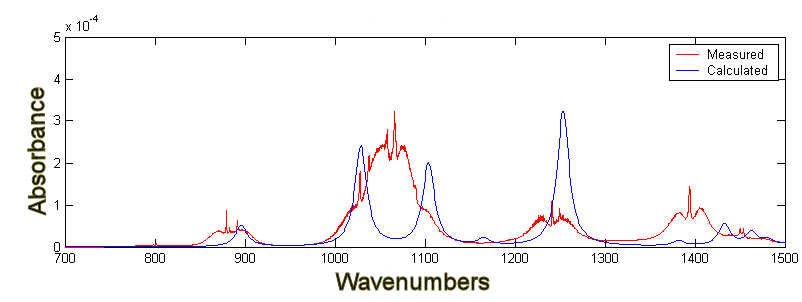 x 10⁻⁴
5
4
3
2
1
0
Absorbance
Measured
Calculated
700 800 900 1000 1100 1200 1300 1400 1500
Wavenumbers